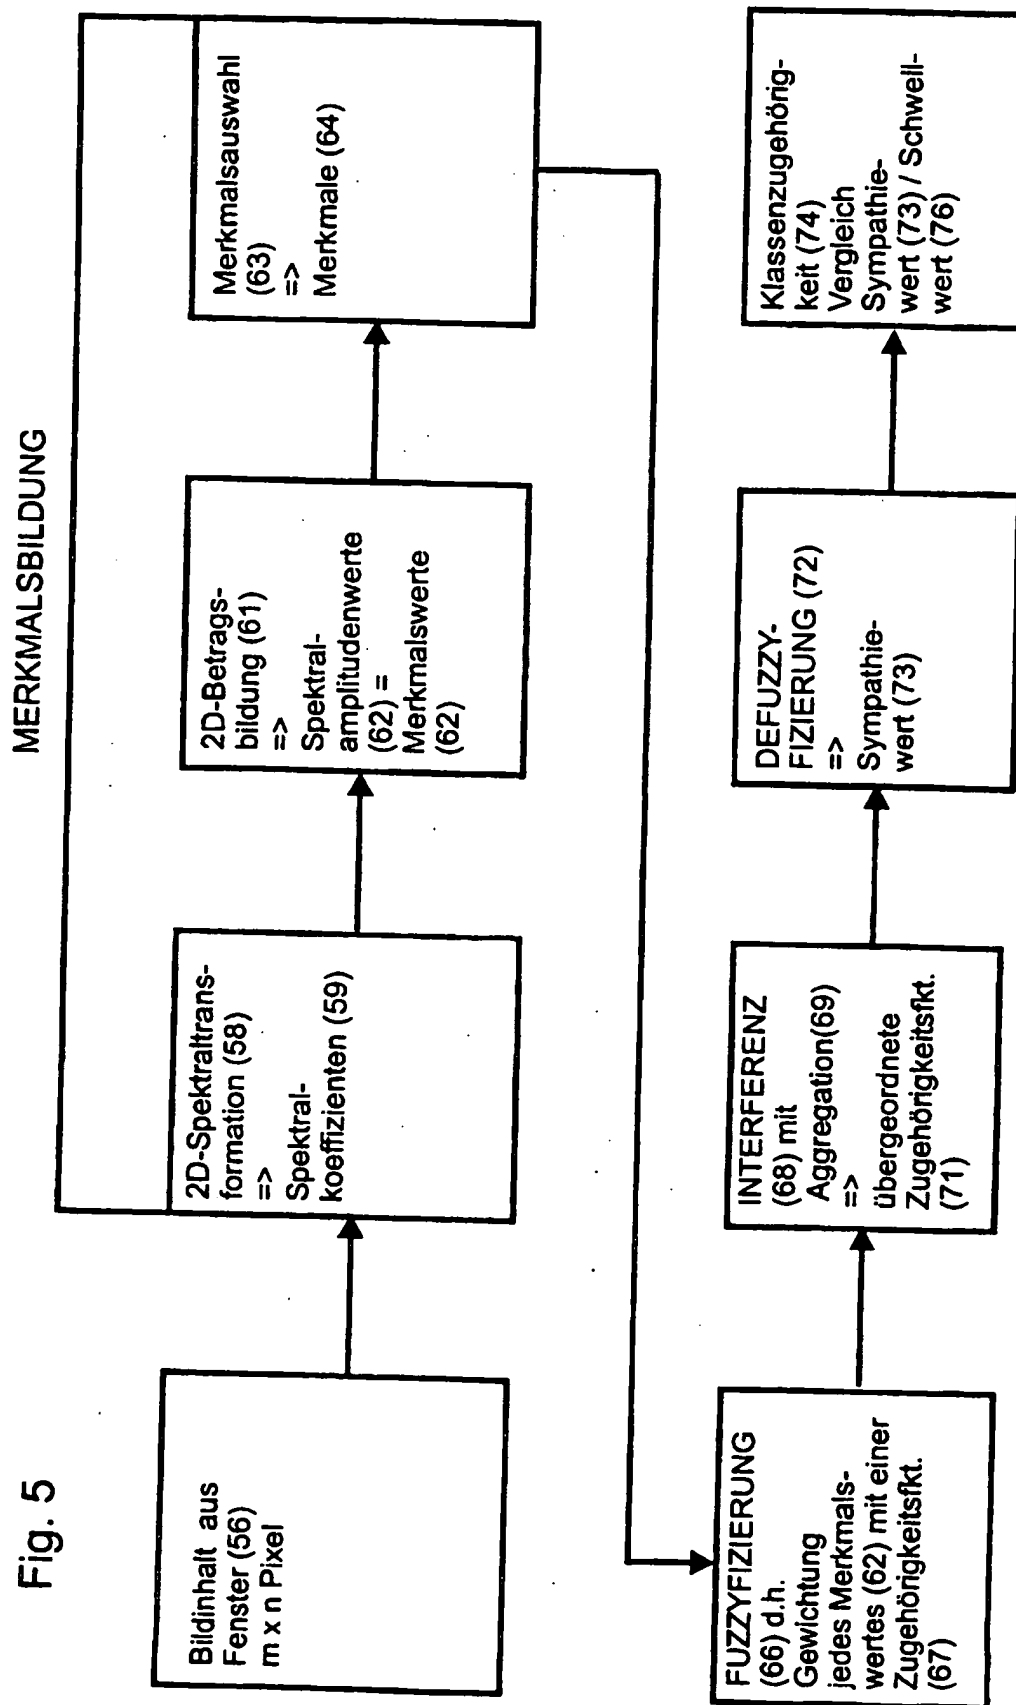 Fig. 5
MERKMALSBILDUNG
Bildinhalt aus
Fenster (56)
m x n Pixel
2D-Spektraltrans-
formation (58)
=>
Spektral-
koeffizienten (59)
2D-Betrags-
bildung (61)
=>
Spektral-
amplitudenwerte
(62) =
Merkmalswerte
(62)
Merkmalsauswahl
(63)
=>
Merkmale (64)
FUZZYFIZIERUNG
(66) d.h.
Gewichtung
jedes Merkmals-
wertes (62) mit einer
Zugehörigkeitsfkt.
(67)
INTERFERENZ
(68) mit
Aggregation(69)
=>
übergeordnete
Zugehörigkeitsfkt.
(71)
DEFUZZY-
FIZIERUNG (72)
=>
Sympathie-
wert (73)
Klassenzugehörig-
keit (74)
Vergleich
Sympathie-
wert (73) / Schwell-
wert (76)